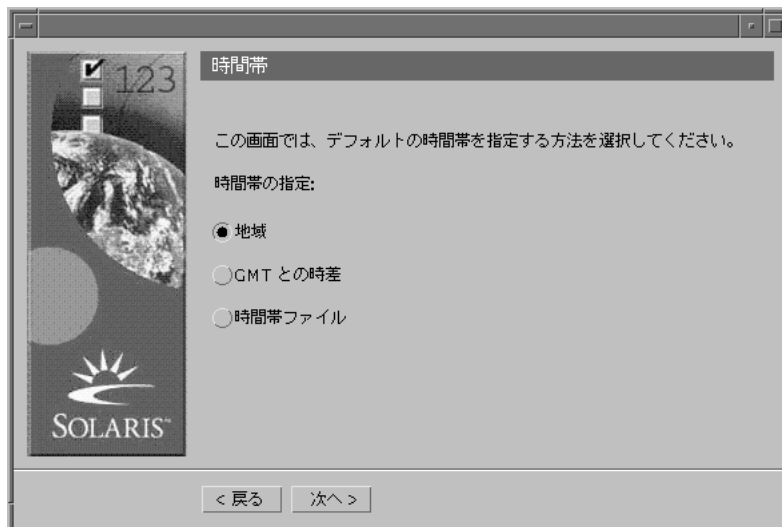 時間帯
123
この画面では、デフォルトの時間帯を指定する方法を選択してください。
時間帯の指定:
地域
GMT との時差
時間帯ファイル
SOLARIS™
< 戻る
次へ >